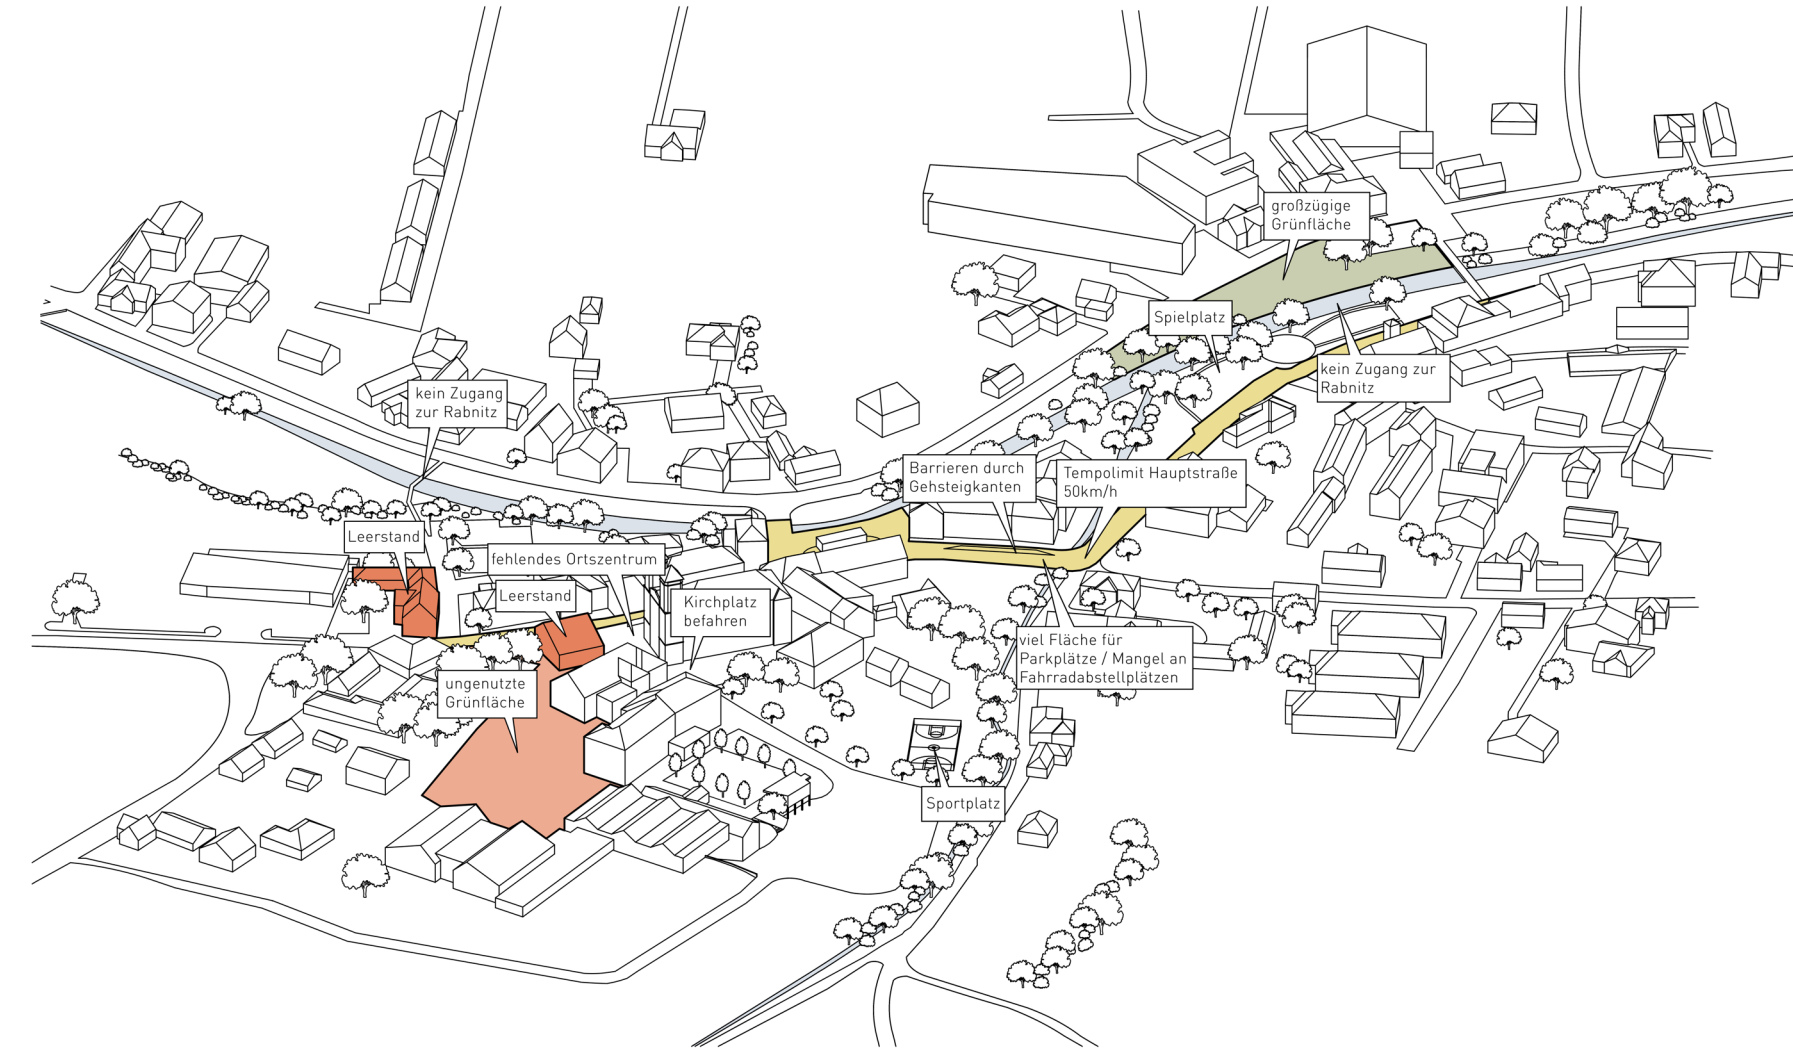 großzügige
Grünfläche
Spielplatz
kein Zugang zur
Rabnitz
kein Zugang
zur Rabnitz
Barrieren durch
Gehsteigkanten
Tempolimit Hauptstraße
50km/h
Leerstand
fehlendes Ortszentrum
Leerstand
Kirchplatz
befahren
viel Fläche für
Parkplätze / Mangel an
Fahrradabstellplätzen
ungenutzte
Grünfläche
Sportplatz